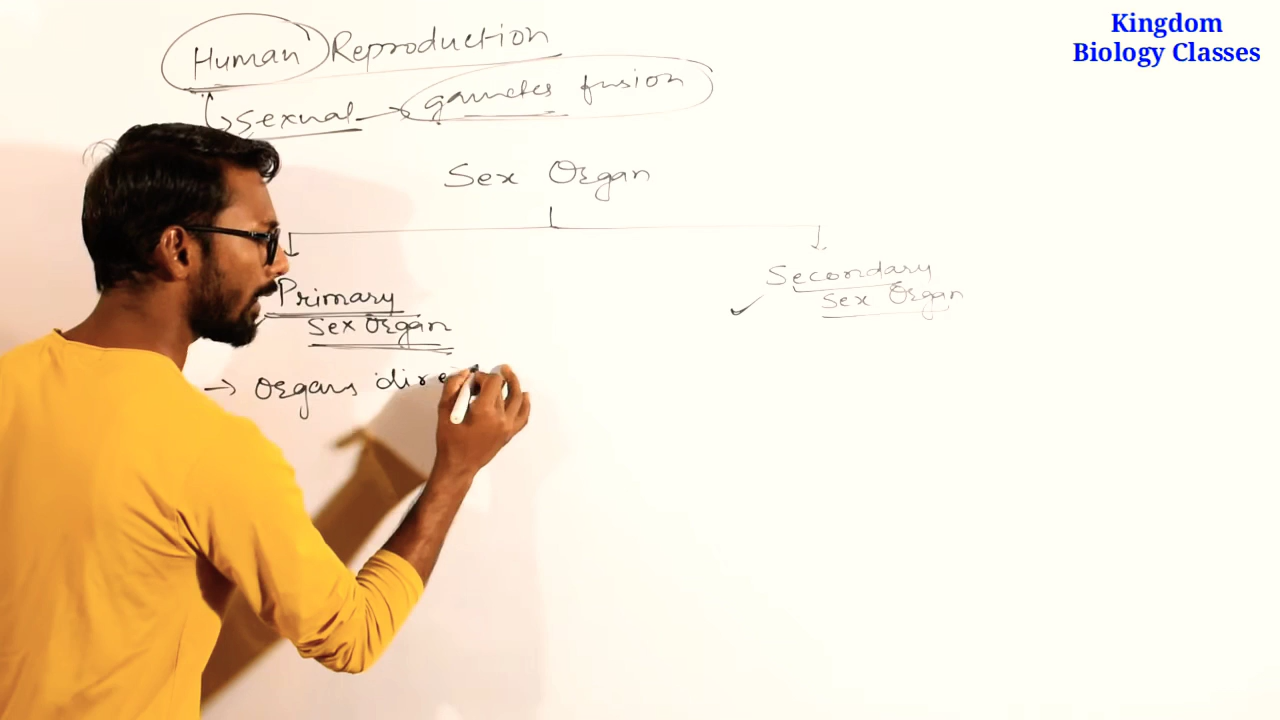 Kingdom
Biology Classes
Human Reproduction
sexual → gametes fusion
Sex Organ
Primary
Sex Organ
Secondary
Sex Organ
→ Organs dire